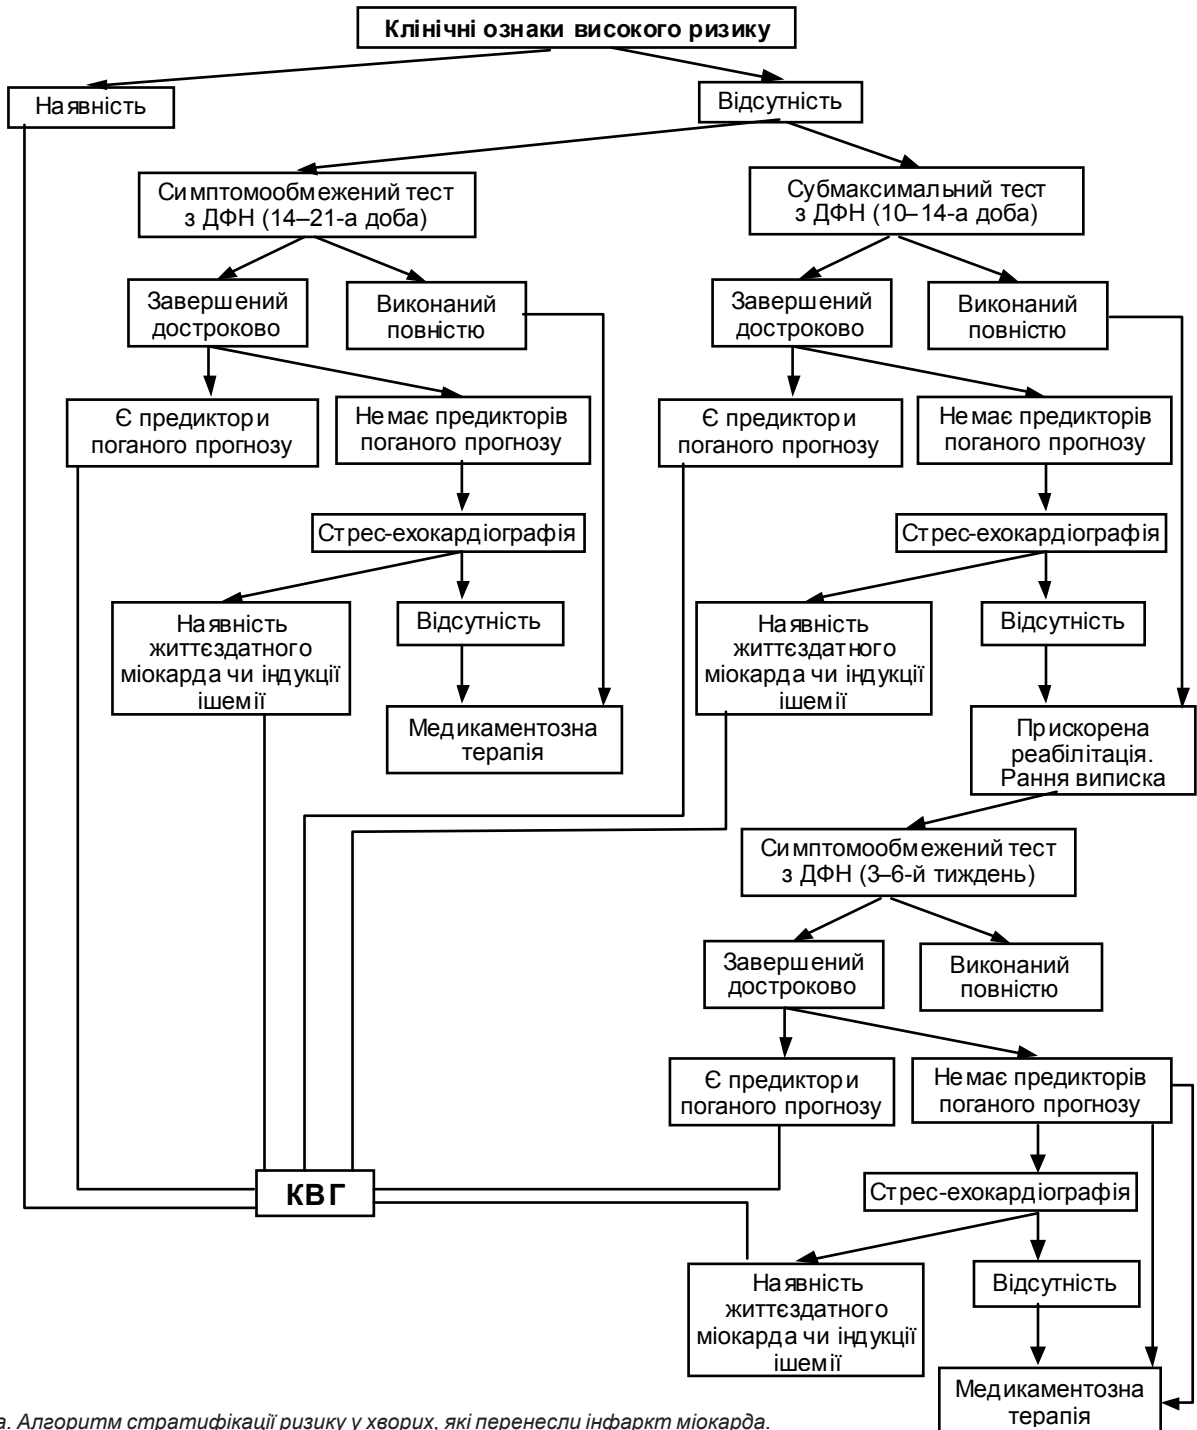 Клінічні ознаки високого ризику
Наявність
Відсутність
Симптомообмежений тест
з ДФН (14–21-а доба)
Субмаксимальний тест
з ДФН (10–14-а доба)
Завершений
достроково
Виконаний
повністю
Завершений
достроково
Виконаний
повністю
Є предиктори
поганого прогнозу
Немає предикторів
поганого прогнозу
Є предиктори
поганого прогнозу
Немає предикторів
поганого прогнозу
Стрес-ехокардіографія
Стрес-ехокардіографія
Наявність
життєздатного
міокарда чи індукції
ішемії
Відсутність
Наявність
життєздатного
міокарда чи індукції
ішемії
Відсутність
Медикаментозна
терапія
Прискорена
реабілітація.
Рання виписка
Симптомообмежений тест
з ДФН (3–6-й тиждень)
Завершений
достроково
Виконаний
повністю
Є предиктори
поганого прогнозу
Немає предикторів
поганого прогнозу
КВГ
Стрес-ехокардіографія
Наявність
життєздатного
міокарда чи індукції
ішемії
Відсутність
Медикаментозна
терапія
а. Алгоритм стратифікації ризику у хворих, які перенесли інфаркт міокарда.